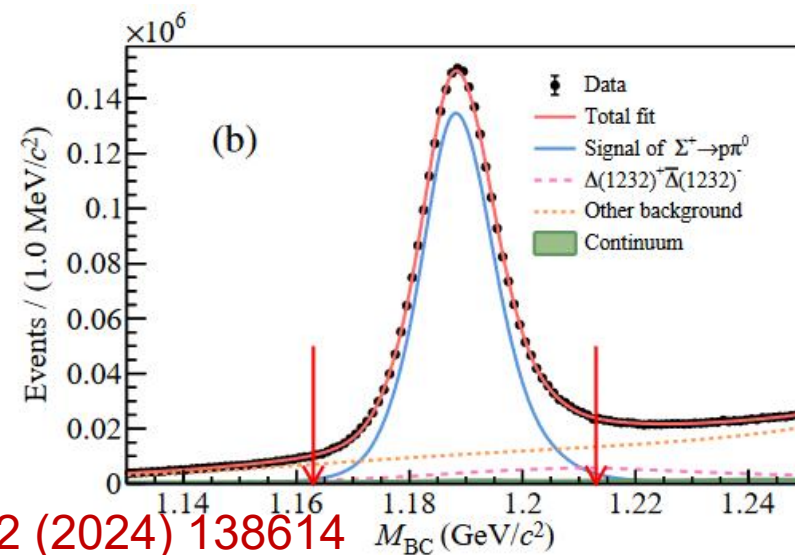 ×10⁶
(b)
Data
Total fit
Signal of Σ⁺→pπ⁰
Δ(1232)⁺Δ̅(1232)⁻
Other background
Continuum
Events / (1.0 MeV/c²)
0.14
0.12
0.1
0.08
0.06
0.04
0.02
0
1.14 1.16 1.18 1.2 1.22 1.24
2 (2024) 138614
M_BC (GeV/c²)